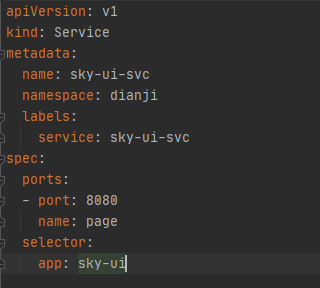 apiVersion: v1
kind: Service
metadata:
  name: sky-ui-svc
  namespace: dianji
  labels:
    service: sky-ui-svc
spec:
  ports:
  - port: 8080
    name: page
  selector:
    app: sky-ui